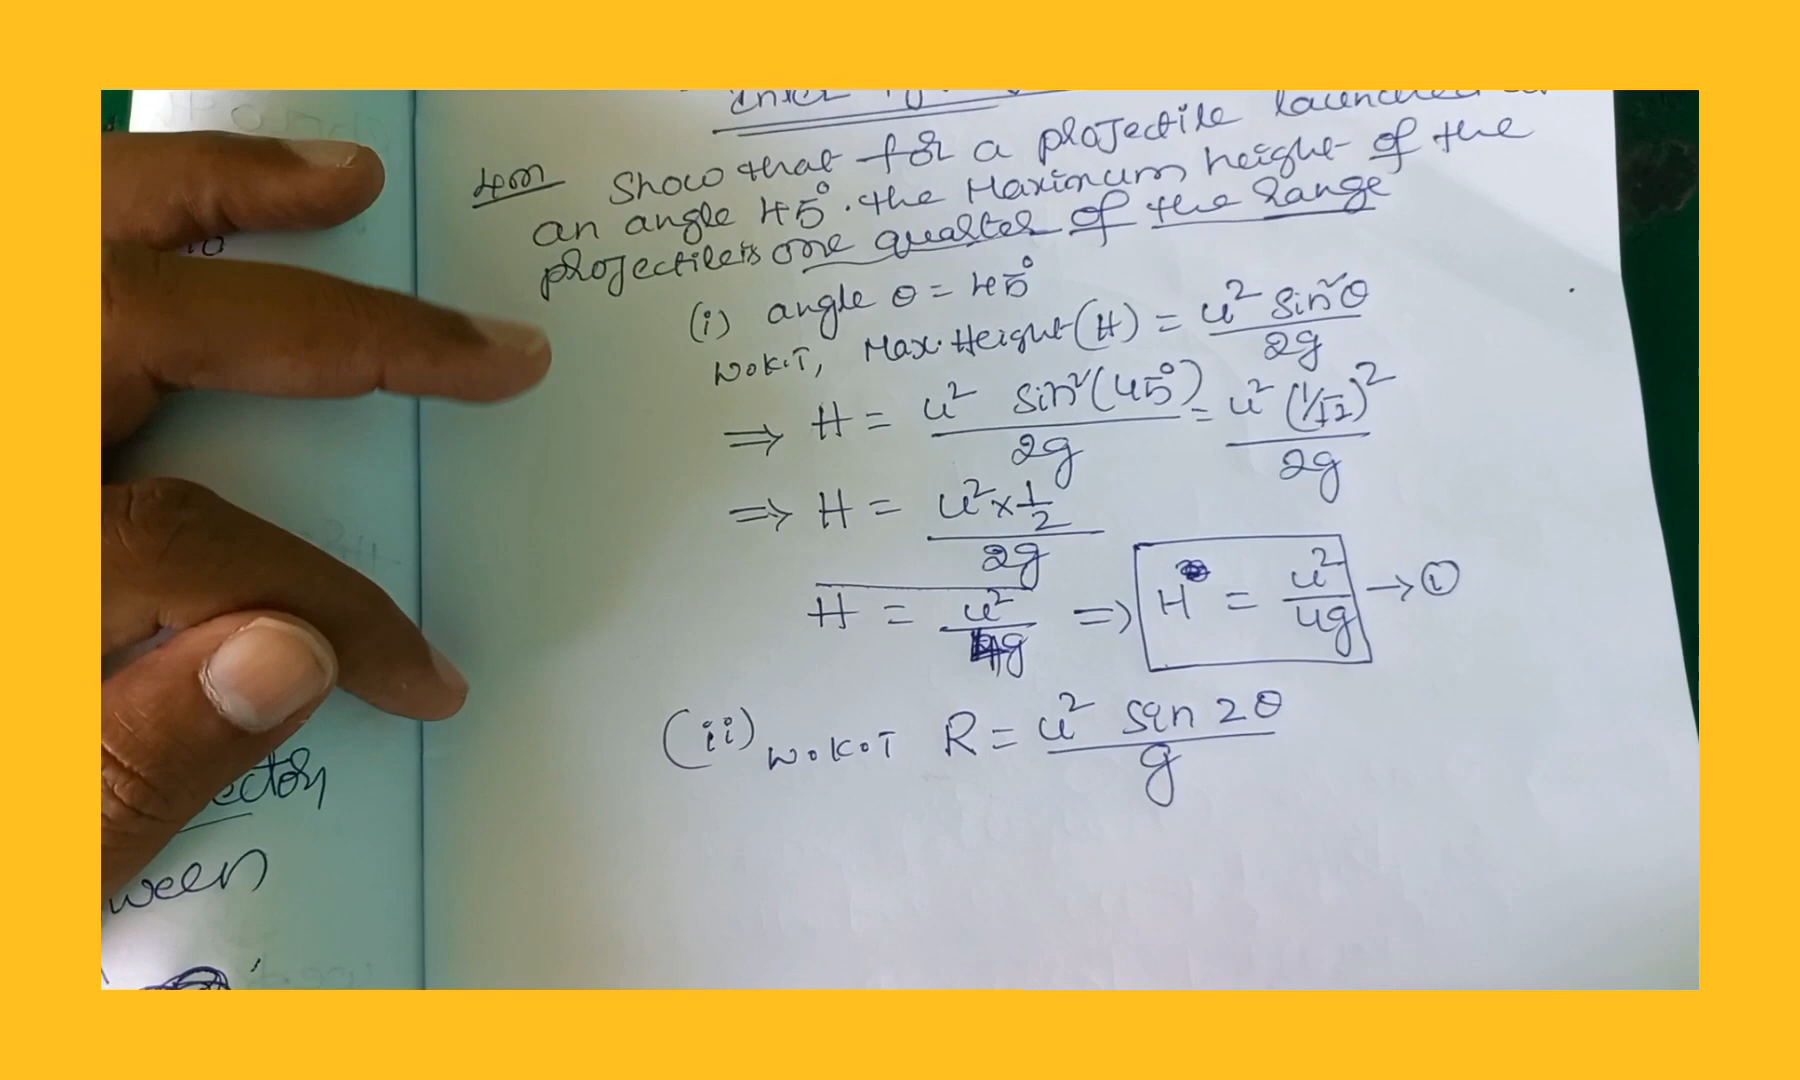 4m Show that for a projectile launched at
an angle 45°. the Maximum height of the
projectile is one quarter of the range
(i) angle θ = 45°
W.K.T, Max. Height (H) = u² sin²θ / 2g
⇒ H = u² sin²(45°) / 2g = u² (1/√2)² / 2g
⇒ H = u² × 1/2 / 2g
H = u² / 4g ⇒ H = u² / 4g → ①
(ii) W.K.T R = u² sin 2θ / g
ector
ween